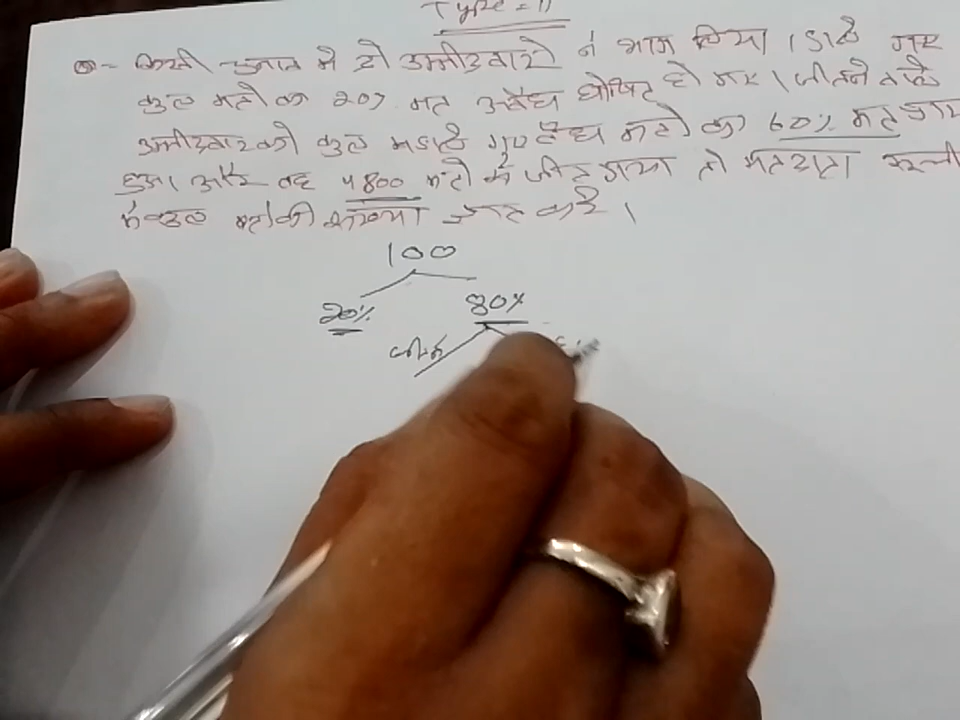 Type = 11
किसी चुनाव में दो उम्मीदवारो ने भाग लिया । डाले गए
कुल मतो का 20% मत अवैध घोषित हो गए । जीतने वाले
उम्मीदवार को कुल डाले गए वैध मतो का 60% मत प्राप्त
हुआ और वह 4800 मतो से जीत गया तो मतदाता सूची
में कुल मतो की संख्या ज्ञात करें ।
100
20% 80%
जीत